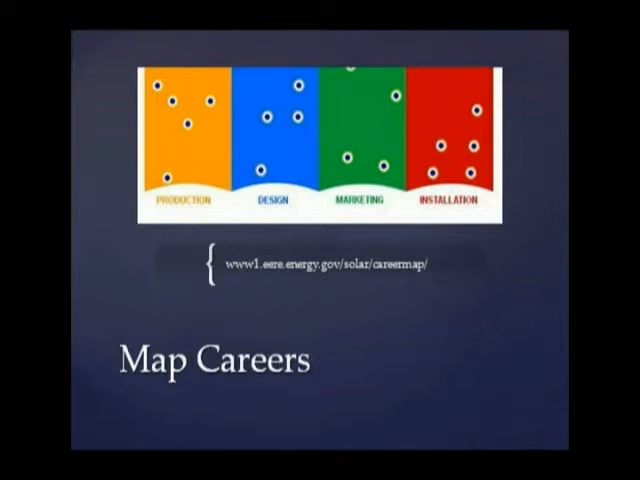 PRODUCTION DESIGN MARKETING INSTALLATION
www1.eere.energy.gov/solar/careermap/
Map Careers